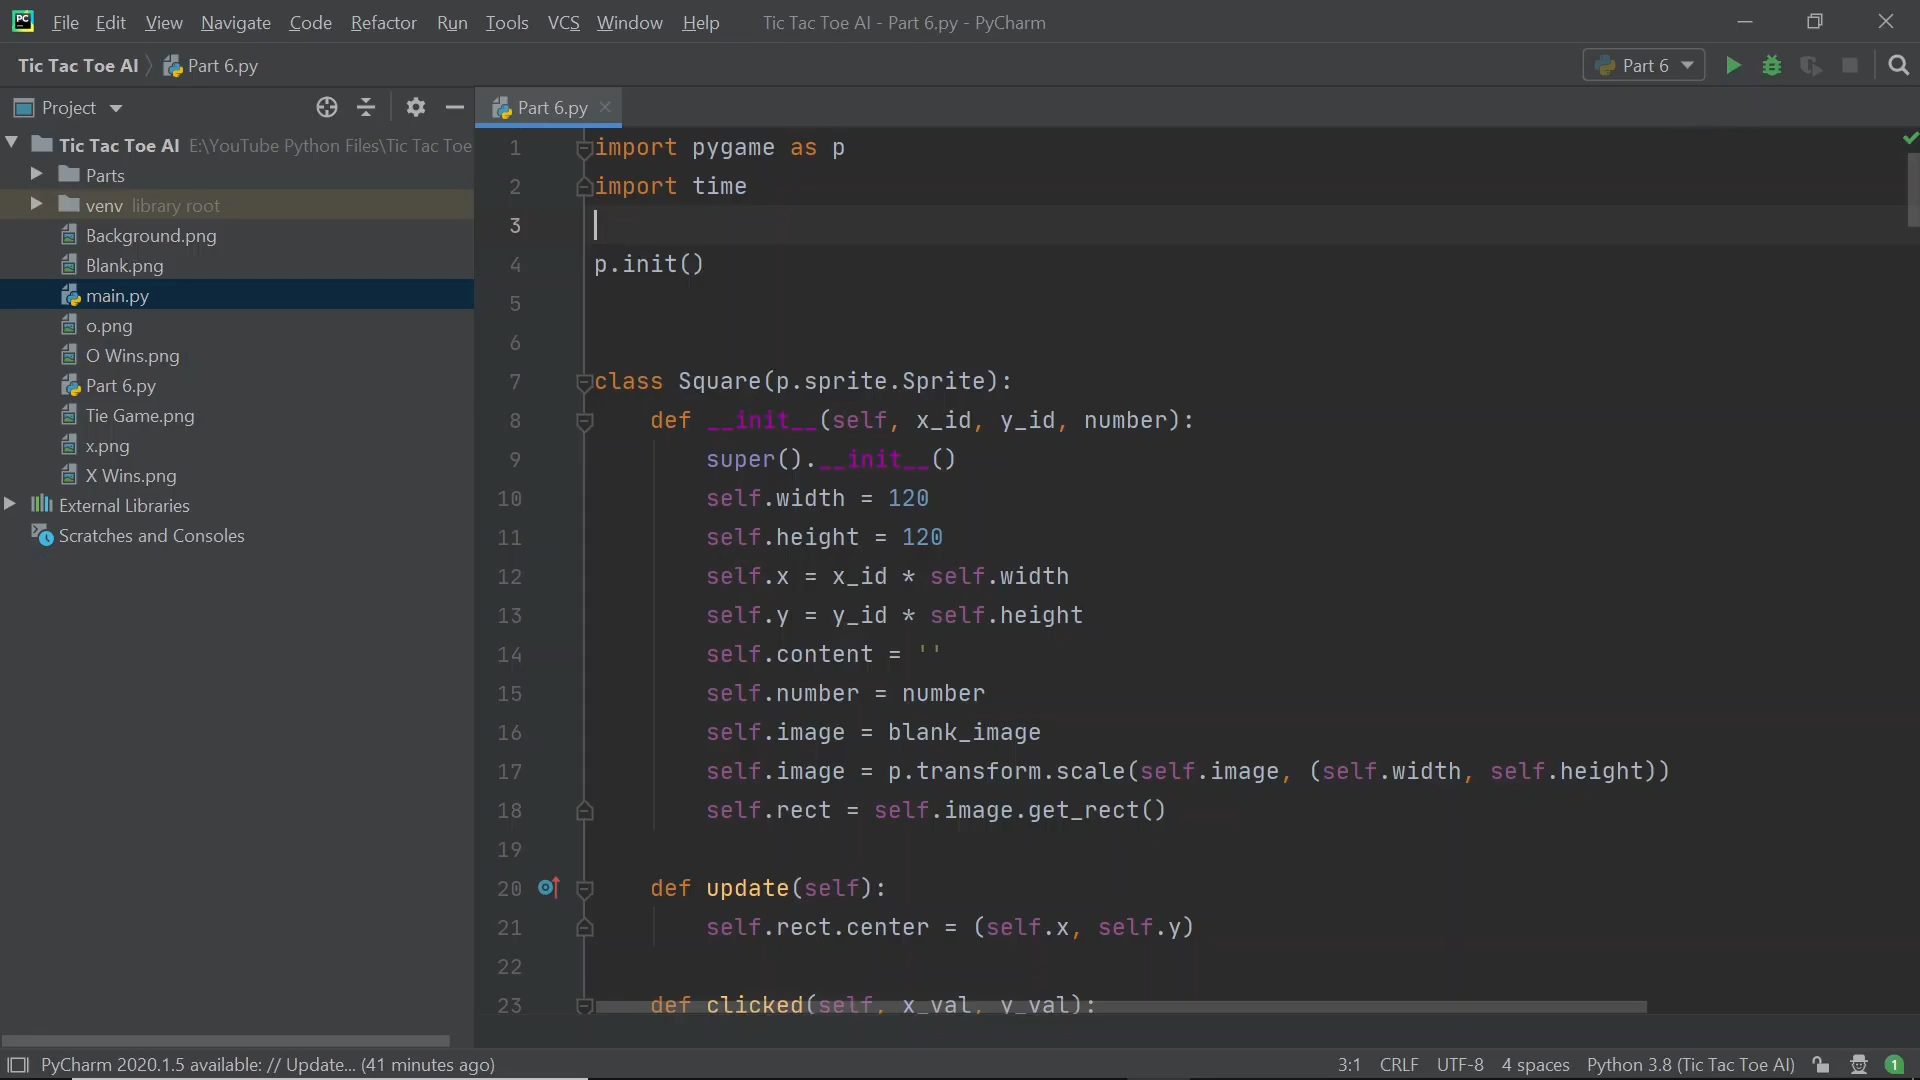 PC File Edit View Navigate Code Refactor Run Tools VCS Window Help Tic Tac Toe AI - Part 6.py - PyCharm
Tic Tac Toe AI Part 6.py Part 6
Project
Part 6.py
Tic Tac Toe AI E:\YouTube Python Files\Tic Tac Toe
Parts
venv library root
Background.png
Blank.png
main.py
o.png
O Wins.png
Part 6.py
Tie Game.png
x.png
X Wins.png
External Libraries
Scratches and Consoles
1 import pygame as p
2 import time
3
4 p.init()
5
6
7 class Square(p.sprite.Sprite):
8 def __init__(self, x_id, y_id, number):
9 super().__init__()
10 self.width = 120
11 self.height = 120
12 self.x = x_id * self.width
13 self.y = y_id * self.height
14 self.content = ''
15 self.number = number
16 self.image = blank_image
17 self.image = p.transform.scale(self.image, (self.width, self.height))
18 self.rect = self.image.get_rect()
19
20 def update(self):
21 self.rect.center = (self.x, self.y)
22
23 def clicked(self, x_val, y_val):
PyCharm 2020.1.5 available: // Update... (41 minutes ago) 3:1 CRLF UTF-8 4 spaces Python 3.8 (Tic Tac Toe AI) 1